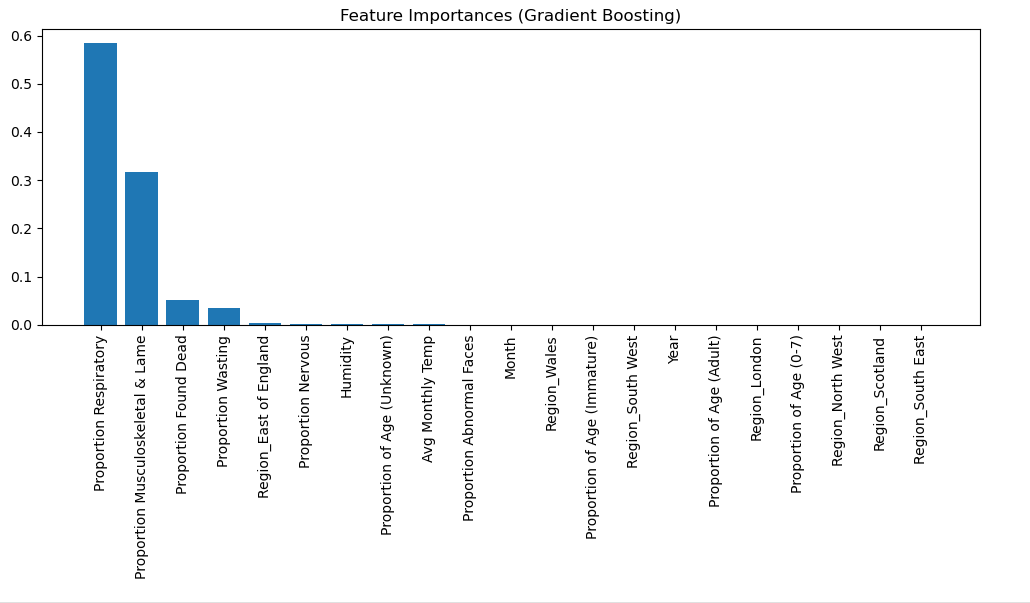 Feature Importances (Gradient Boosting)
0.6
0.5
0.4
0.3
0.2
0.1
0.0
Proportion Respiratory
Proportion Musculoskeletal & Lame
Proportion Found Dead
Proportion Wasting
Region_East of England
Proportion Nervous
Humidity
Proportion of Age (Unknown)
Avg Monthly Temp
Proportion Abnormal Faces
Month
Region_Wales
Proportion of Age (Immature)
Region_South West
Year
Proportion of Age (Adult)
Region_London
Proportion of Age (0-7)
Region_North West
Region_Scotland
Region_South East